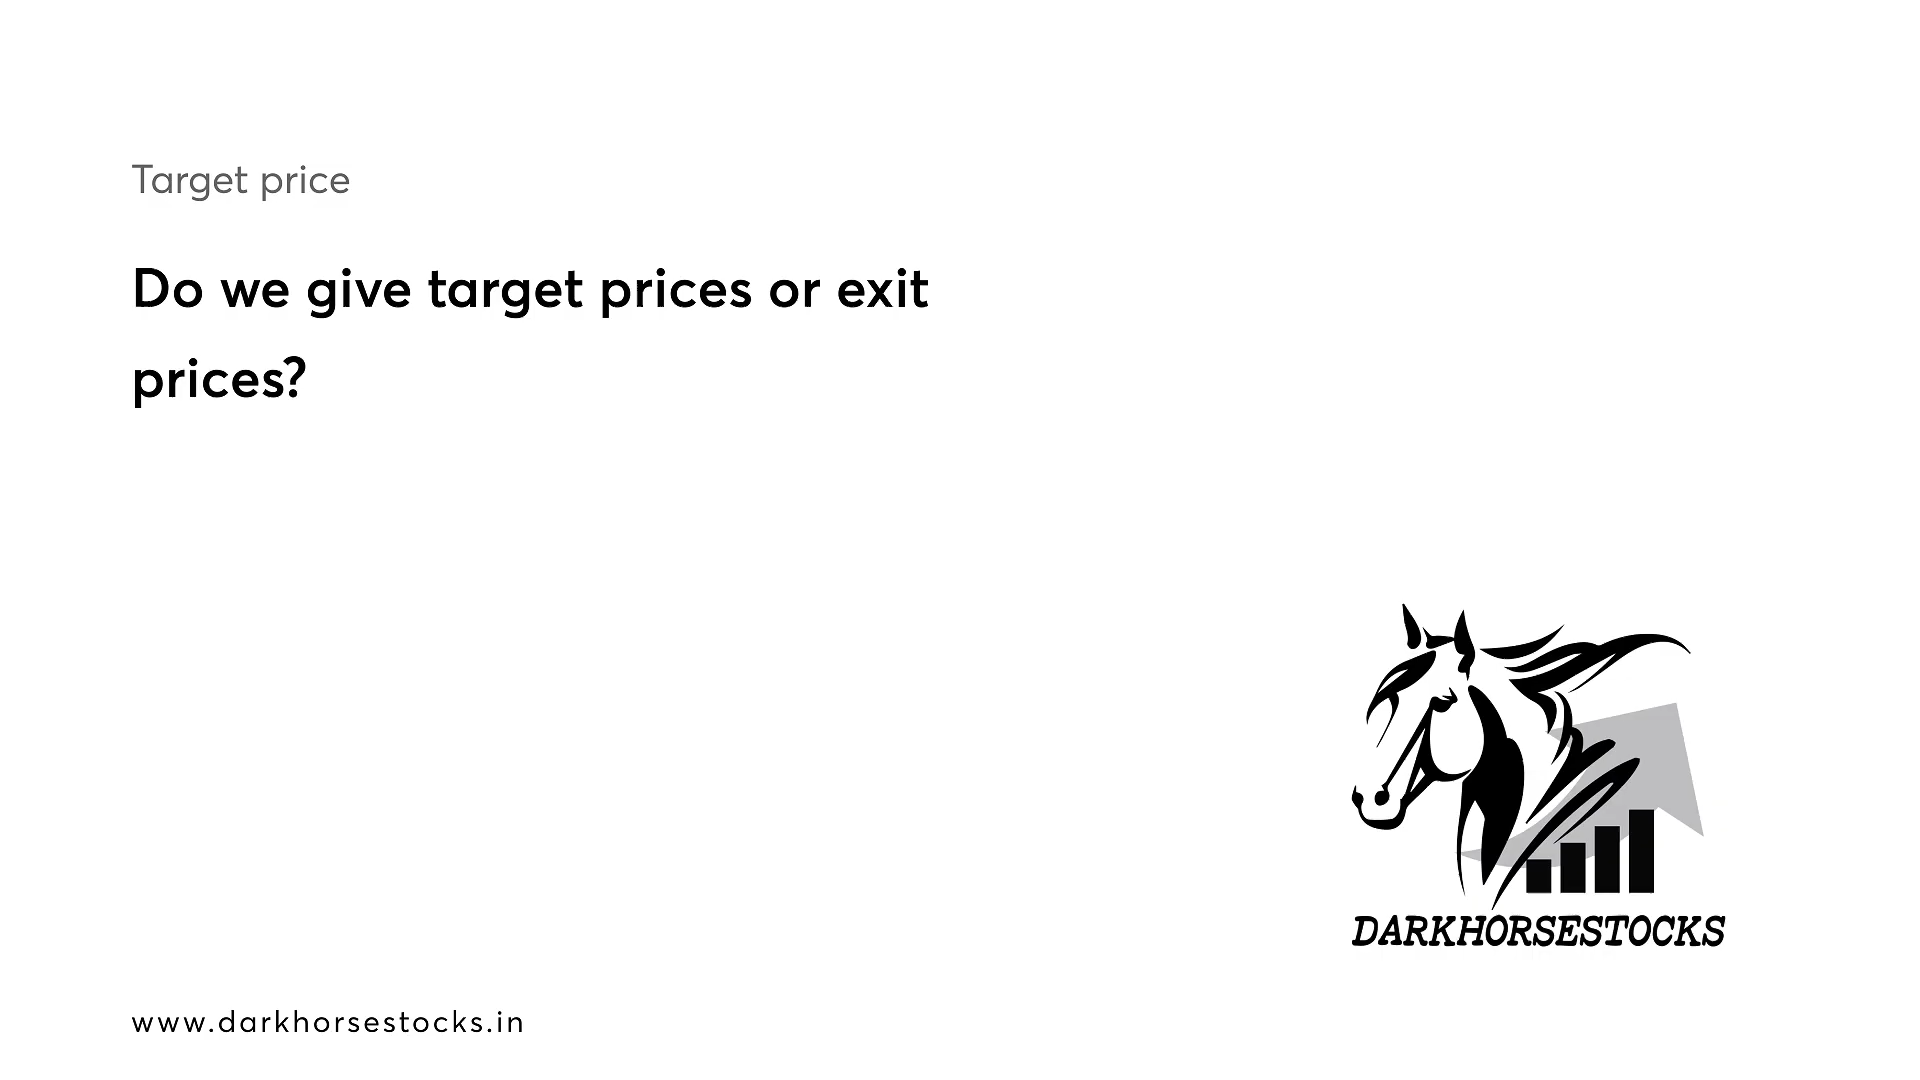 Target price
Do we give target prices or exit
prices?
DARKHORSESTOCKS
www.darkhorsestocks.in